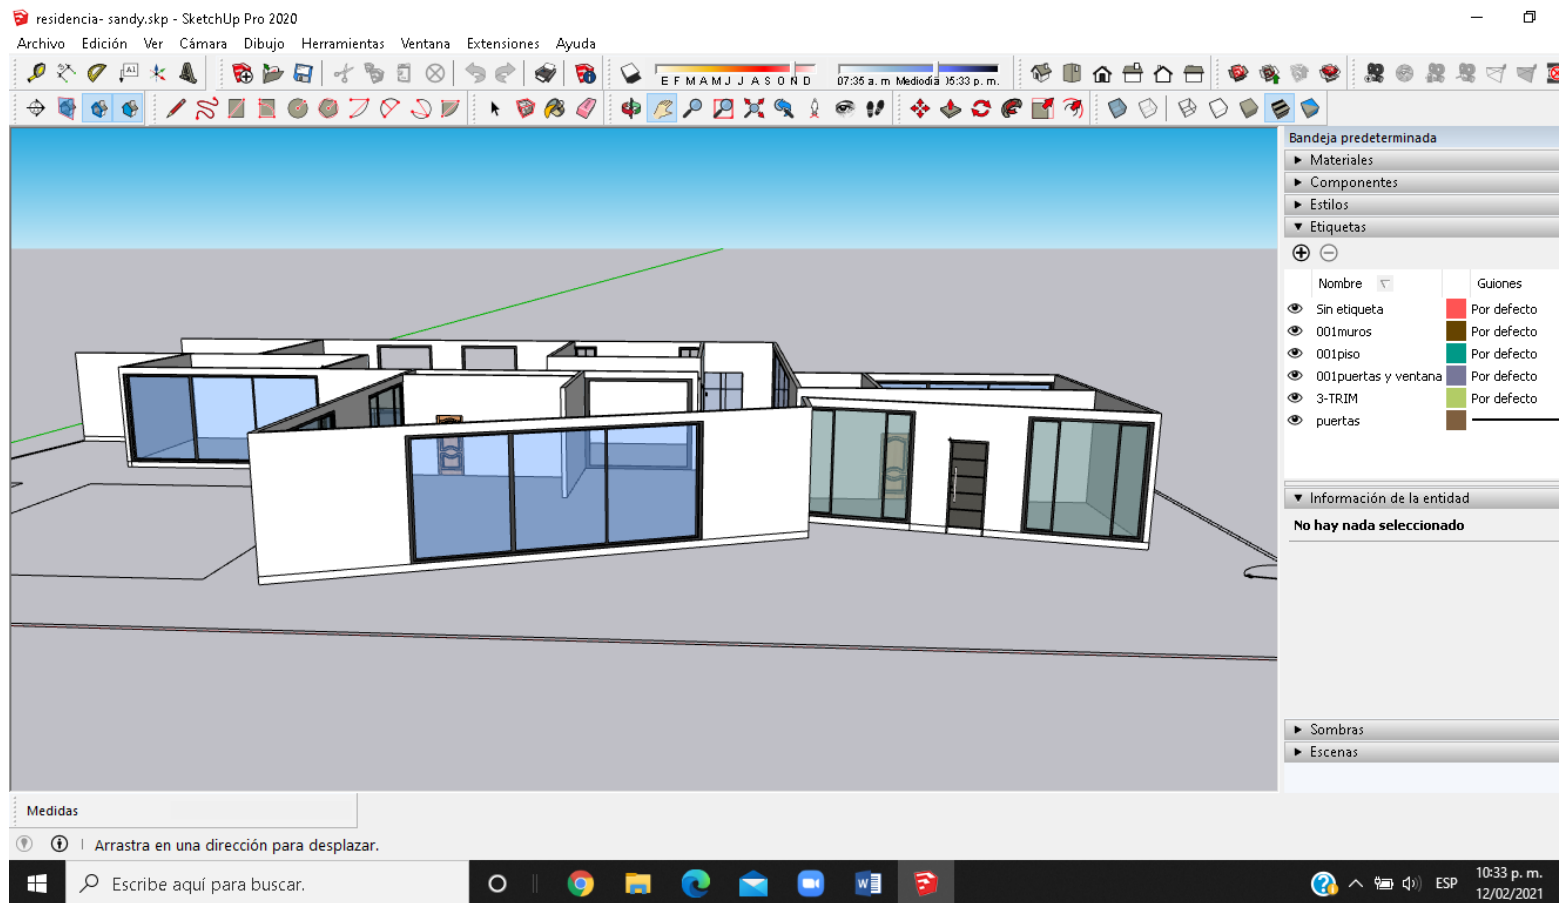 residencia- sandy.skp - SketchUp Pro 2020
Archivo Edición Ver Cámara Dibujo Herramientas Ventana Extensiones Ayuda
A1
E F M A M J J A S O N D
07:35 a. m Mediodía 05:33 p. m.
Bandeja predeterminada
Materiales
Componentes
Estilos
Etiquetas
Nombre Guiones
Sin etiqueta Por defecto
001muros Por defecto
001piso Por defecto
001puertas y ventana Por defecto
3-TRIM Por defecto
puertas
Información de la entidad
No hay nada seleccionado
Sombras
Escenas
Medidas
Arrastra en una dirección para desplazar.
Escribe aquí para buscar.
ESP
10:33 p. m.
12/02/2021